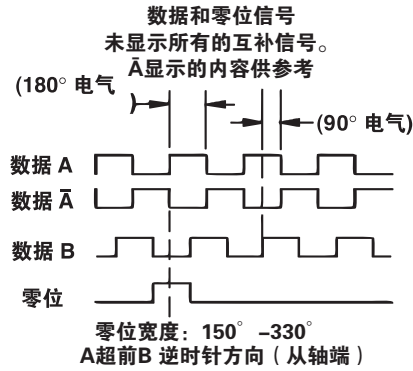 数据和零位信号
未显示所有的互补信号。
Ā显示的内容供参考
(180° 电气
)
(90° 电气)
数据 A
数据 Ā
数据 B
零位
零位宽度：150° –330°
A超前B 逆时针方向（从轴端）